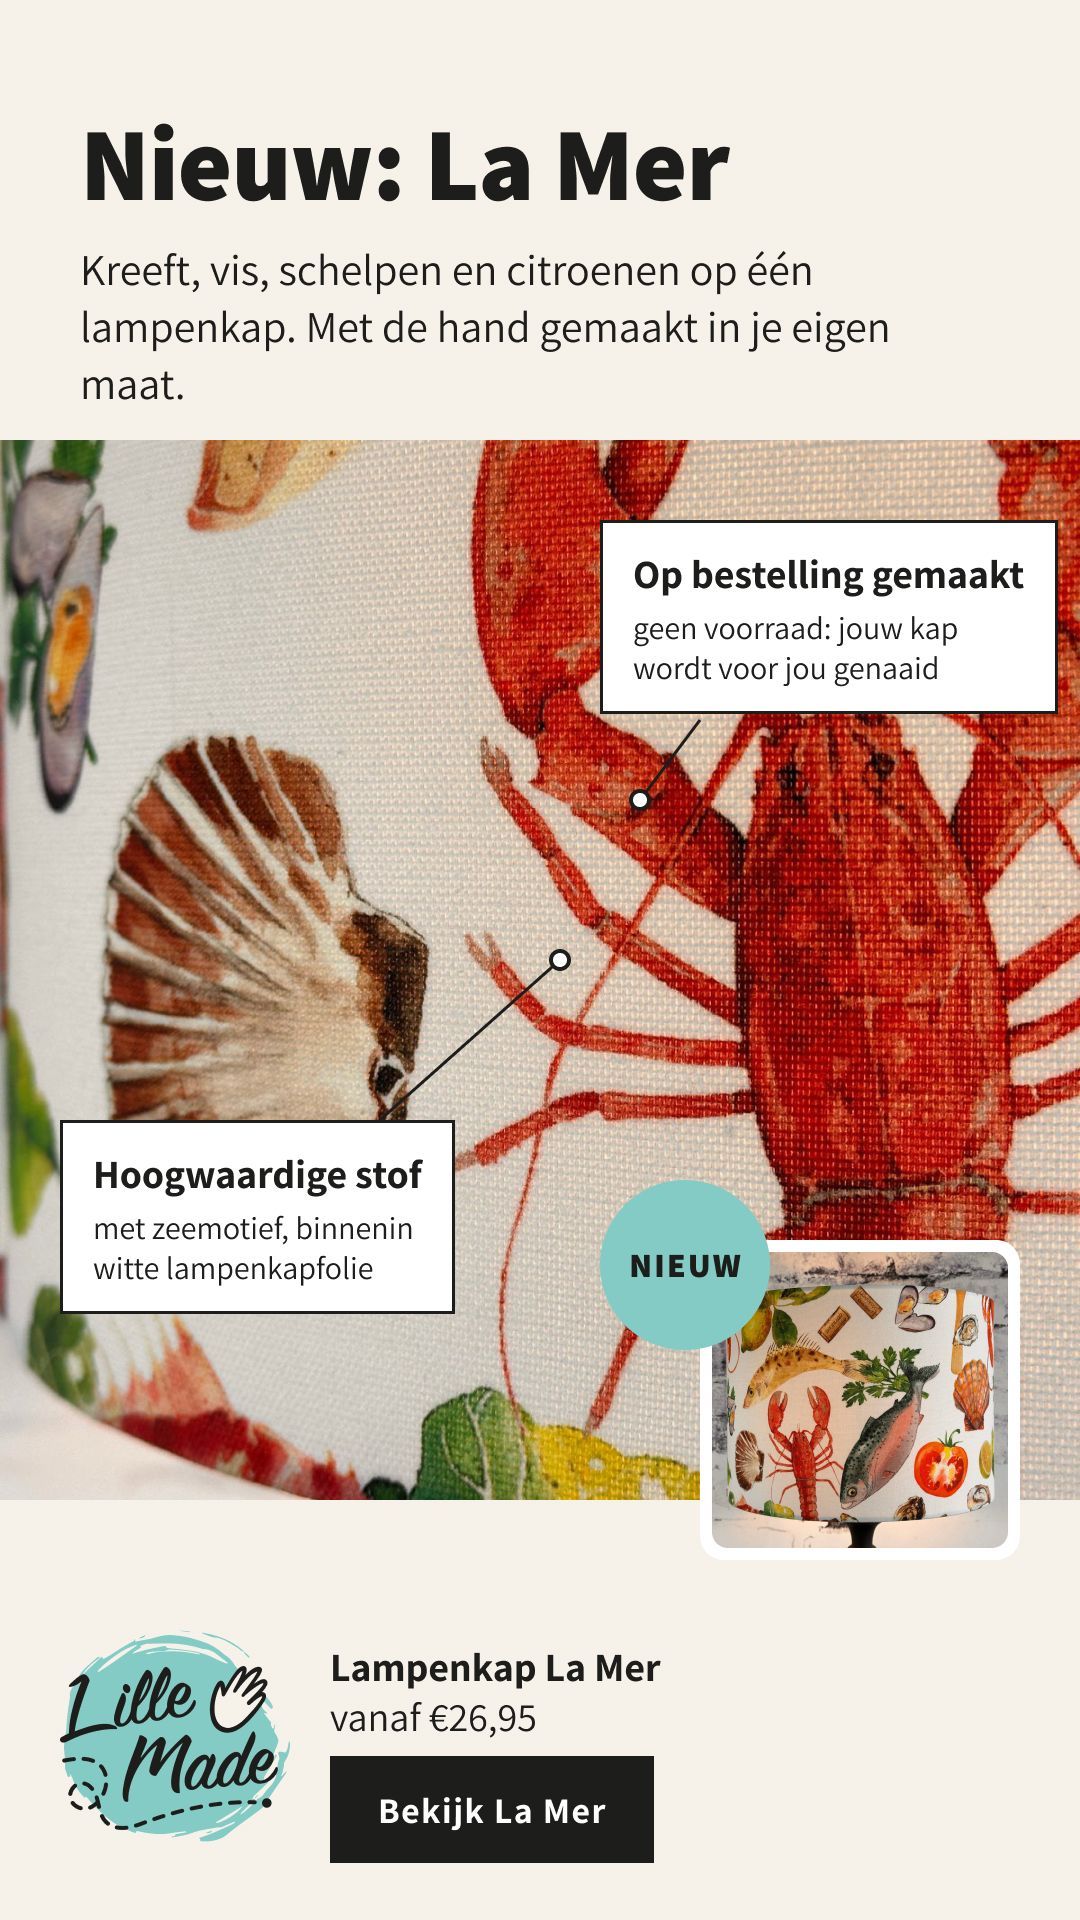 Nieuw: La Mer
Kreeft, vis, schelpen en citroenen op één
lampenkap. Met de hand gemaakt in je eigen
maat.
Op bestelling gemaakt
geen voorraad: jouw kap
wordt voor jou genaaid
Hoogwaardige stof
met zeemotief, binnenin
witte lampenkapfolie
NIEUW
Lille
Made
Lampenkap La Mer
vanaf €26,95
Bekijk La Mer